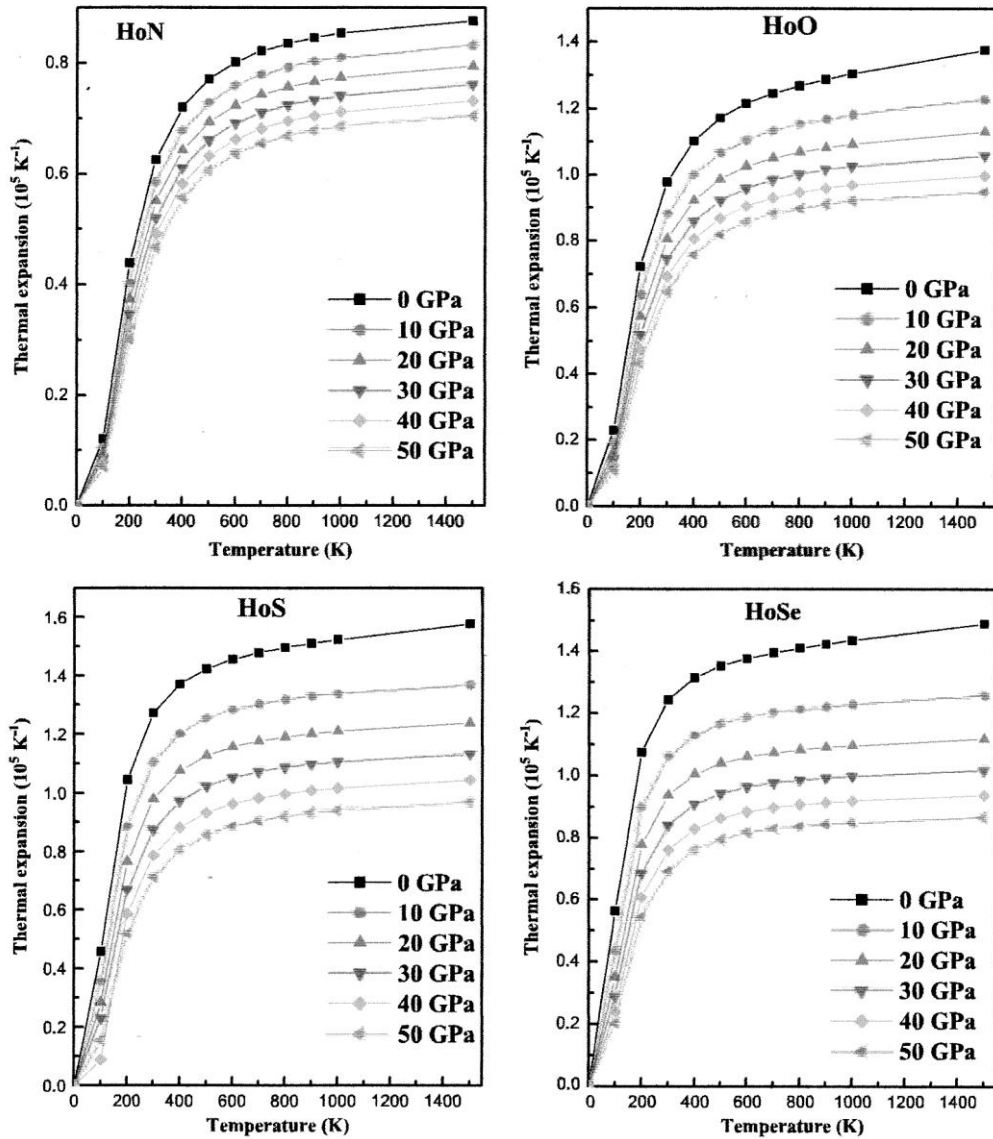 HoN
Thermal expansion (10⁵ K⁻¹)
0.8
0.6
0.4
0.2
0.0
0 GPa
10 GPa
20 GPa
30 GPa
40 GPa
50 GPa
0 200 400 600 800 1000 1200 1400
Temperature (K)
HoO
Thermal expansion (10⁵ K⁻¹)
1.4
1.2
1.0
0.8
0.6
0.4
0.2
0.0
0 GPa
10 GPa
20 GPa
30 GPa
40 GPa
50 GPa
0 200 400 600 800 1000 1200 1400
Temperature (K)
HoS
Thermal expansion (10⁵ K⁻¹)
1.6
1.4
1.2
1.0
0.8
0.6
0.4
0.2
0.0
0 GPa
10 GPa
20 GPa
30 GPa
40 GPa
50 GPa
0 200 400 600 800 1000 1200 1400
Temperature (K)
HoSe
Thermal expansion (10⁵ K⁻¹)
1.6
1.4
1.2
1.0
0.8
0.6
0.4
0.2
0.0
0 GPa
10 GPa
20 GPa
30 GPa
40 GPa
50 GPa
0 200 400 600 800 1000 1200 1400
Temperature (K)